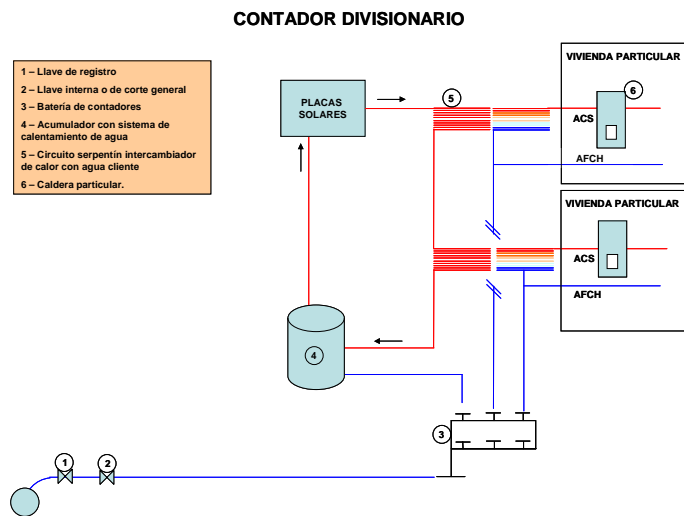 CONTADOR DIVISIONARIO
1 – Llave de registro
2 – Llave interna o de corte general
3 – Batería de contadores
4 – Acumulador con sistema de
calentamiento de agua
5 – Circuito serpentín intercambiador
de calor con agua cliente
6 – Caldera particular.
PLACAS
SOLARES
5
VIVIENDA PARTICULAR
6
ACS
AFCH
VIVIENDA PARTICULAR
ACS
AFCH
4
3
1
2